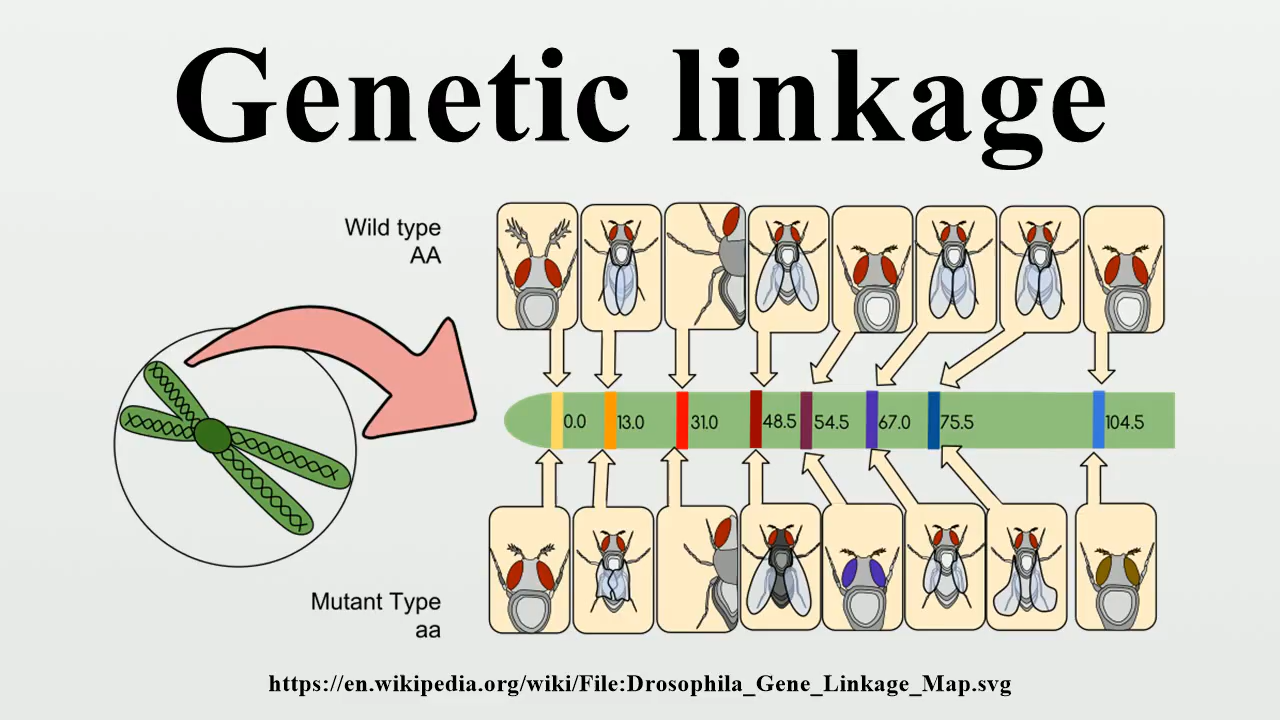 Genetic linkage
Wild type
AA
0.0 13.0 31.0 48.5 54.5 67.0 75.5 104.5
Mutant Type
aa
https://en.wikipedia.org/wiki/File:Drosophila_Gene_Linkage_Map.svg